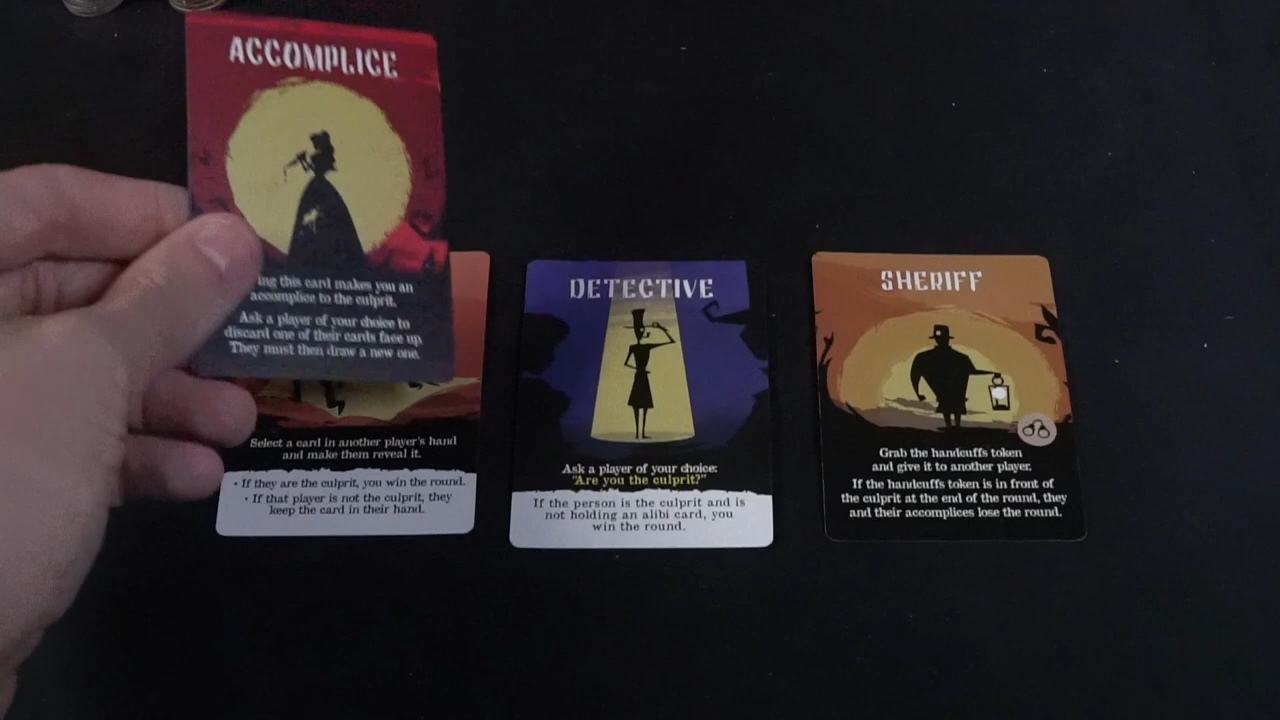 ACCOMPLICE
this card makes you an
accomplice to the culprit.
Ask a player of your choice to
discard one of their cards face up.
They must then draw a new one.
Select a card in another player's hand
and make them reveal it.
• If they are the culprit, you win the round.
• If that player is not the culprit, they
keep the card in their hand.
DETECTIVE
Ask a player of your choice:
"Are you the culprit?"
If the person is the culprit and is
not holding an alibi card, you
win the round.
SHERIFF
Grab the handcuffs token
and give it to another player.
If the handcuffs token is in front of
the culprit at the end of the round, they
and their accomplices lose the round.